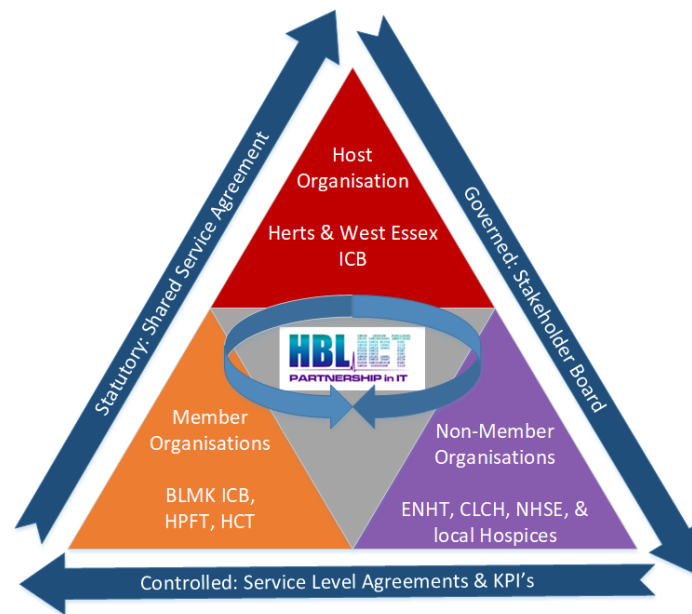 Host
Organisation
Herts & West Essex
ICB
Statutory: Shared Service Agreement
Governed: Stakeholder Board
HBL ICT
PARTNERSHIP in IT
Member
Organisations
BLMK ICB,
HPFT, HCT
Non-Member
Organisations
ENHT, CLCH, NHSE, &
local Hospices
Controlled: Service Level Agreements & KPI's